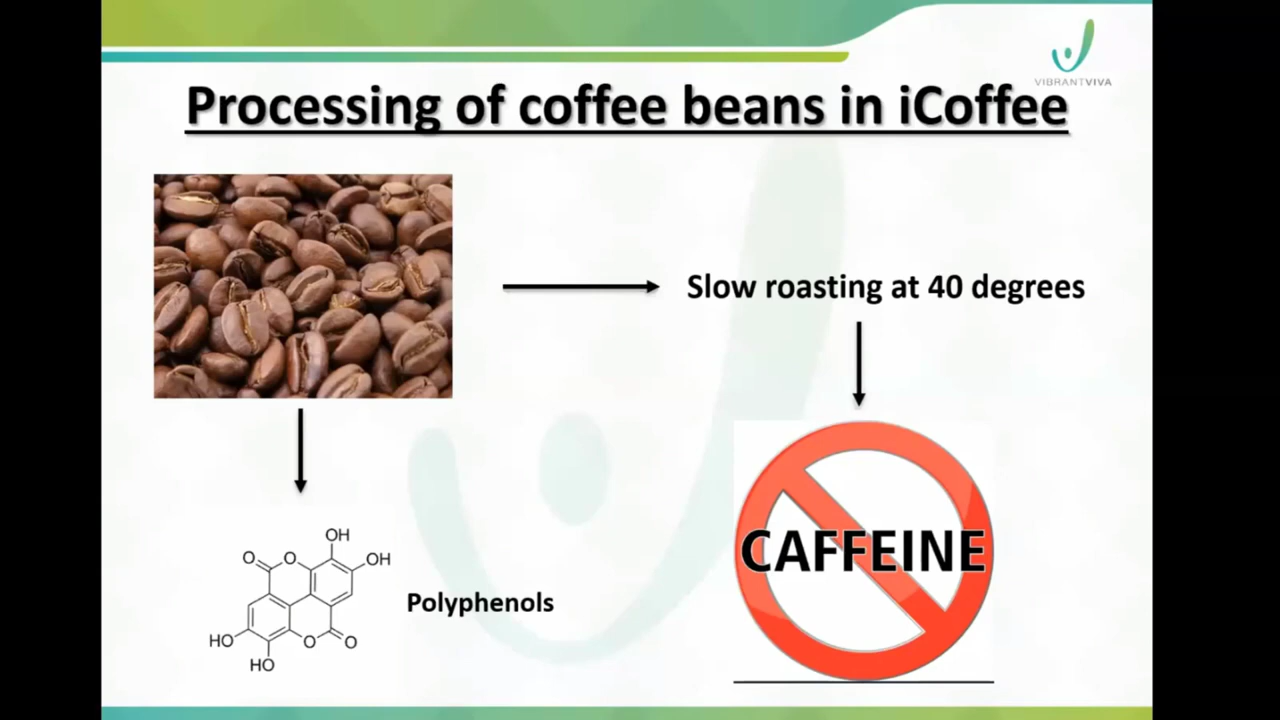 VIBRANTVIVA
Processing of coffee beans in iCoffee
Slow roasting at 40 degrees
CAFFEINE
OH
O
O
OH
Polyphenols
HO
O
O
HO